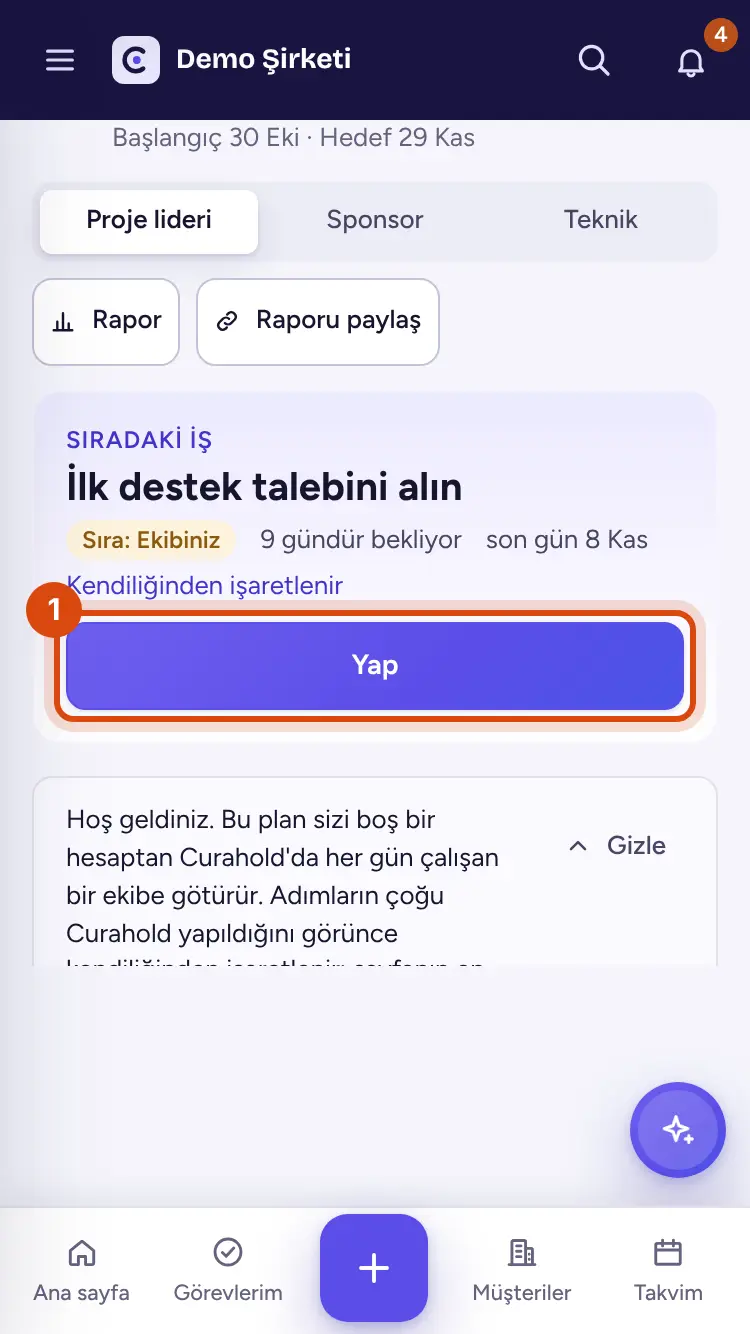 Demo Şirketi
4
Başlangıç 30 Eki · Hedef 29 Kas
Proje lideri
Sponsor
Teknik
Rapor
Raporu paylaş
SIRADAKİ İŞ
İlk destek talebini alın
Sıra: Ekibiniz
9 gündür bekliyor
son gün 8 Kas
Kendiliğinden işaretlenir
1
Yap
Hoş geldiniz. Bu plan sizi boş bir
hesaptan Curahold'da her gün çalışan
bir ekibe götürür. Adımların çoğu
Curahold yapıldığını görünce
Gizle
Ana sayfa
Görevlerim
Müşteriler
Takvim